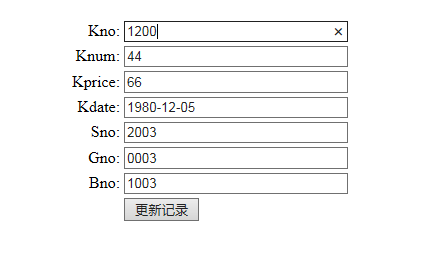 Kno: 1200
Knum: 44
Kprice: 66
Kdate: 1980-12-05
Sno: 2003
Gno: 0003
Bno: 1003
更新记录